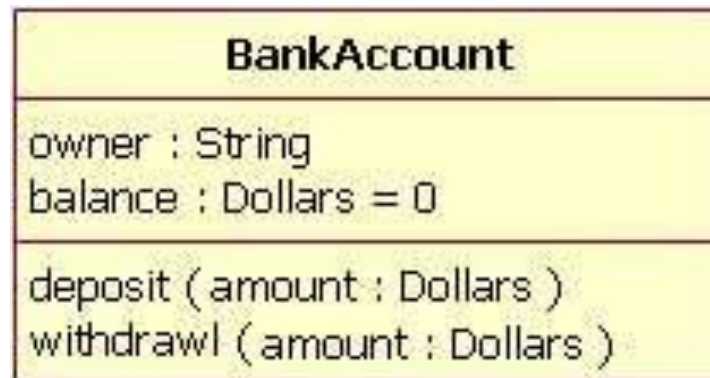 BankAccount
owner : String
balance : Dollars = 0
deposit ( amount : Dollars )
withdrawl ( amount : Dollars )